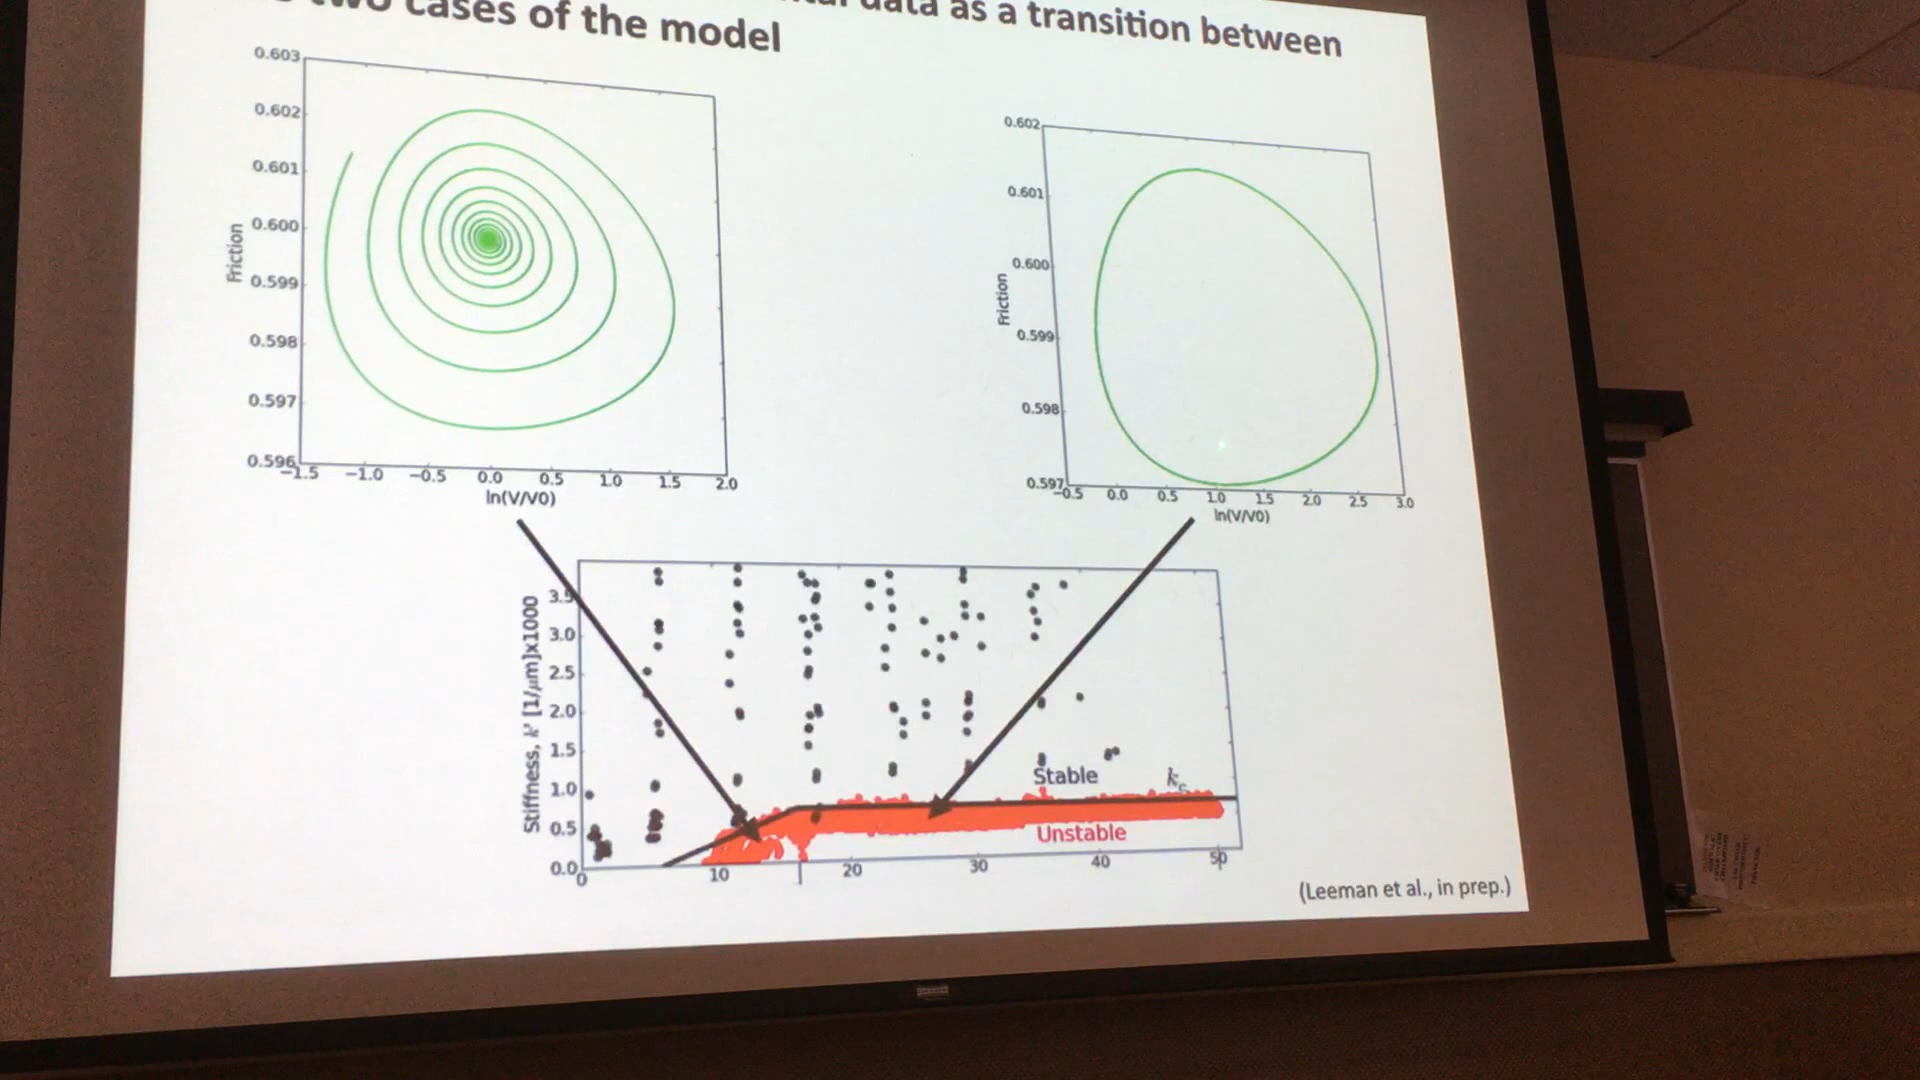 data as a transition between
two cases of the model
0.603
0.602
0.601
0.600
0.599
0.598
0.597
0.596
Friction
−1.5 −1.0 −0.5 0.0 0.5 1.0 1.5 2.0
ln(V/V0)
0.602
0.601
0.600
0.599
0.598
0.597
Friction
−0.5 0.0 0.5 1.0 1.5 2.0 2.5 3.0
ln(V/V0)
Stiffness, k' [1/μm]x1000
3.5
3.0
2.5
2.0
1.5
1.0
0.5
0.0
Stable
kc
Unstable
0 10 20 30 40 50
(Leeman et al., in prep.)